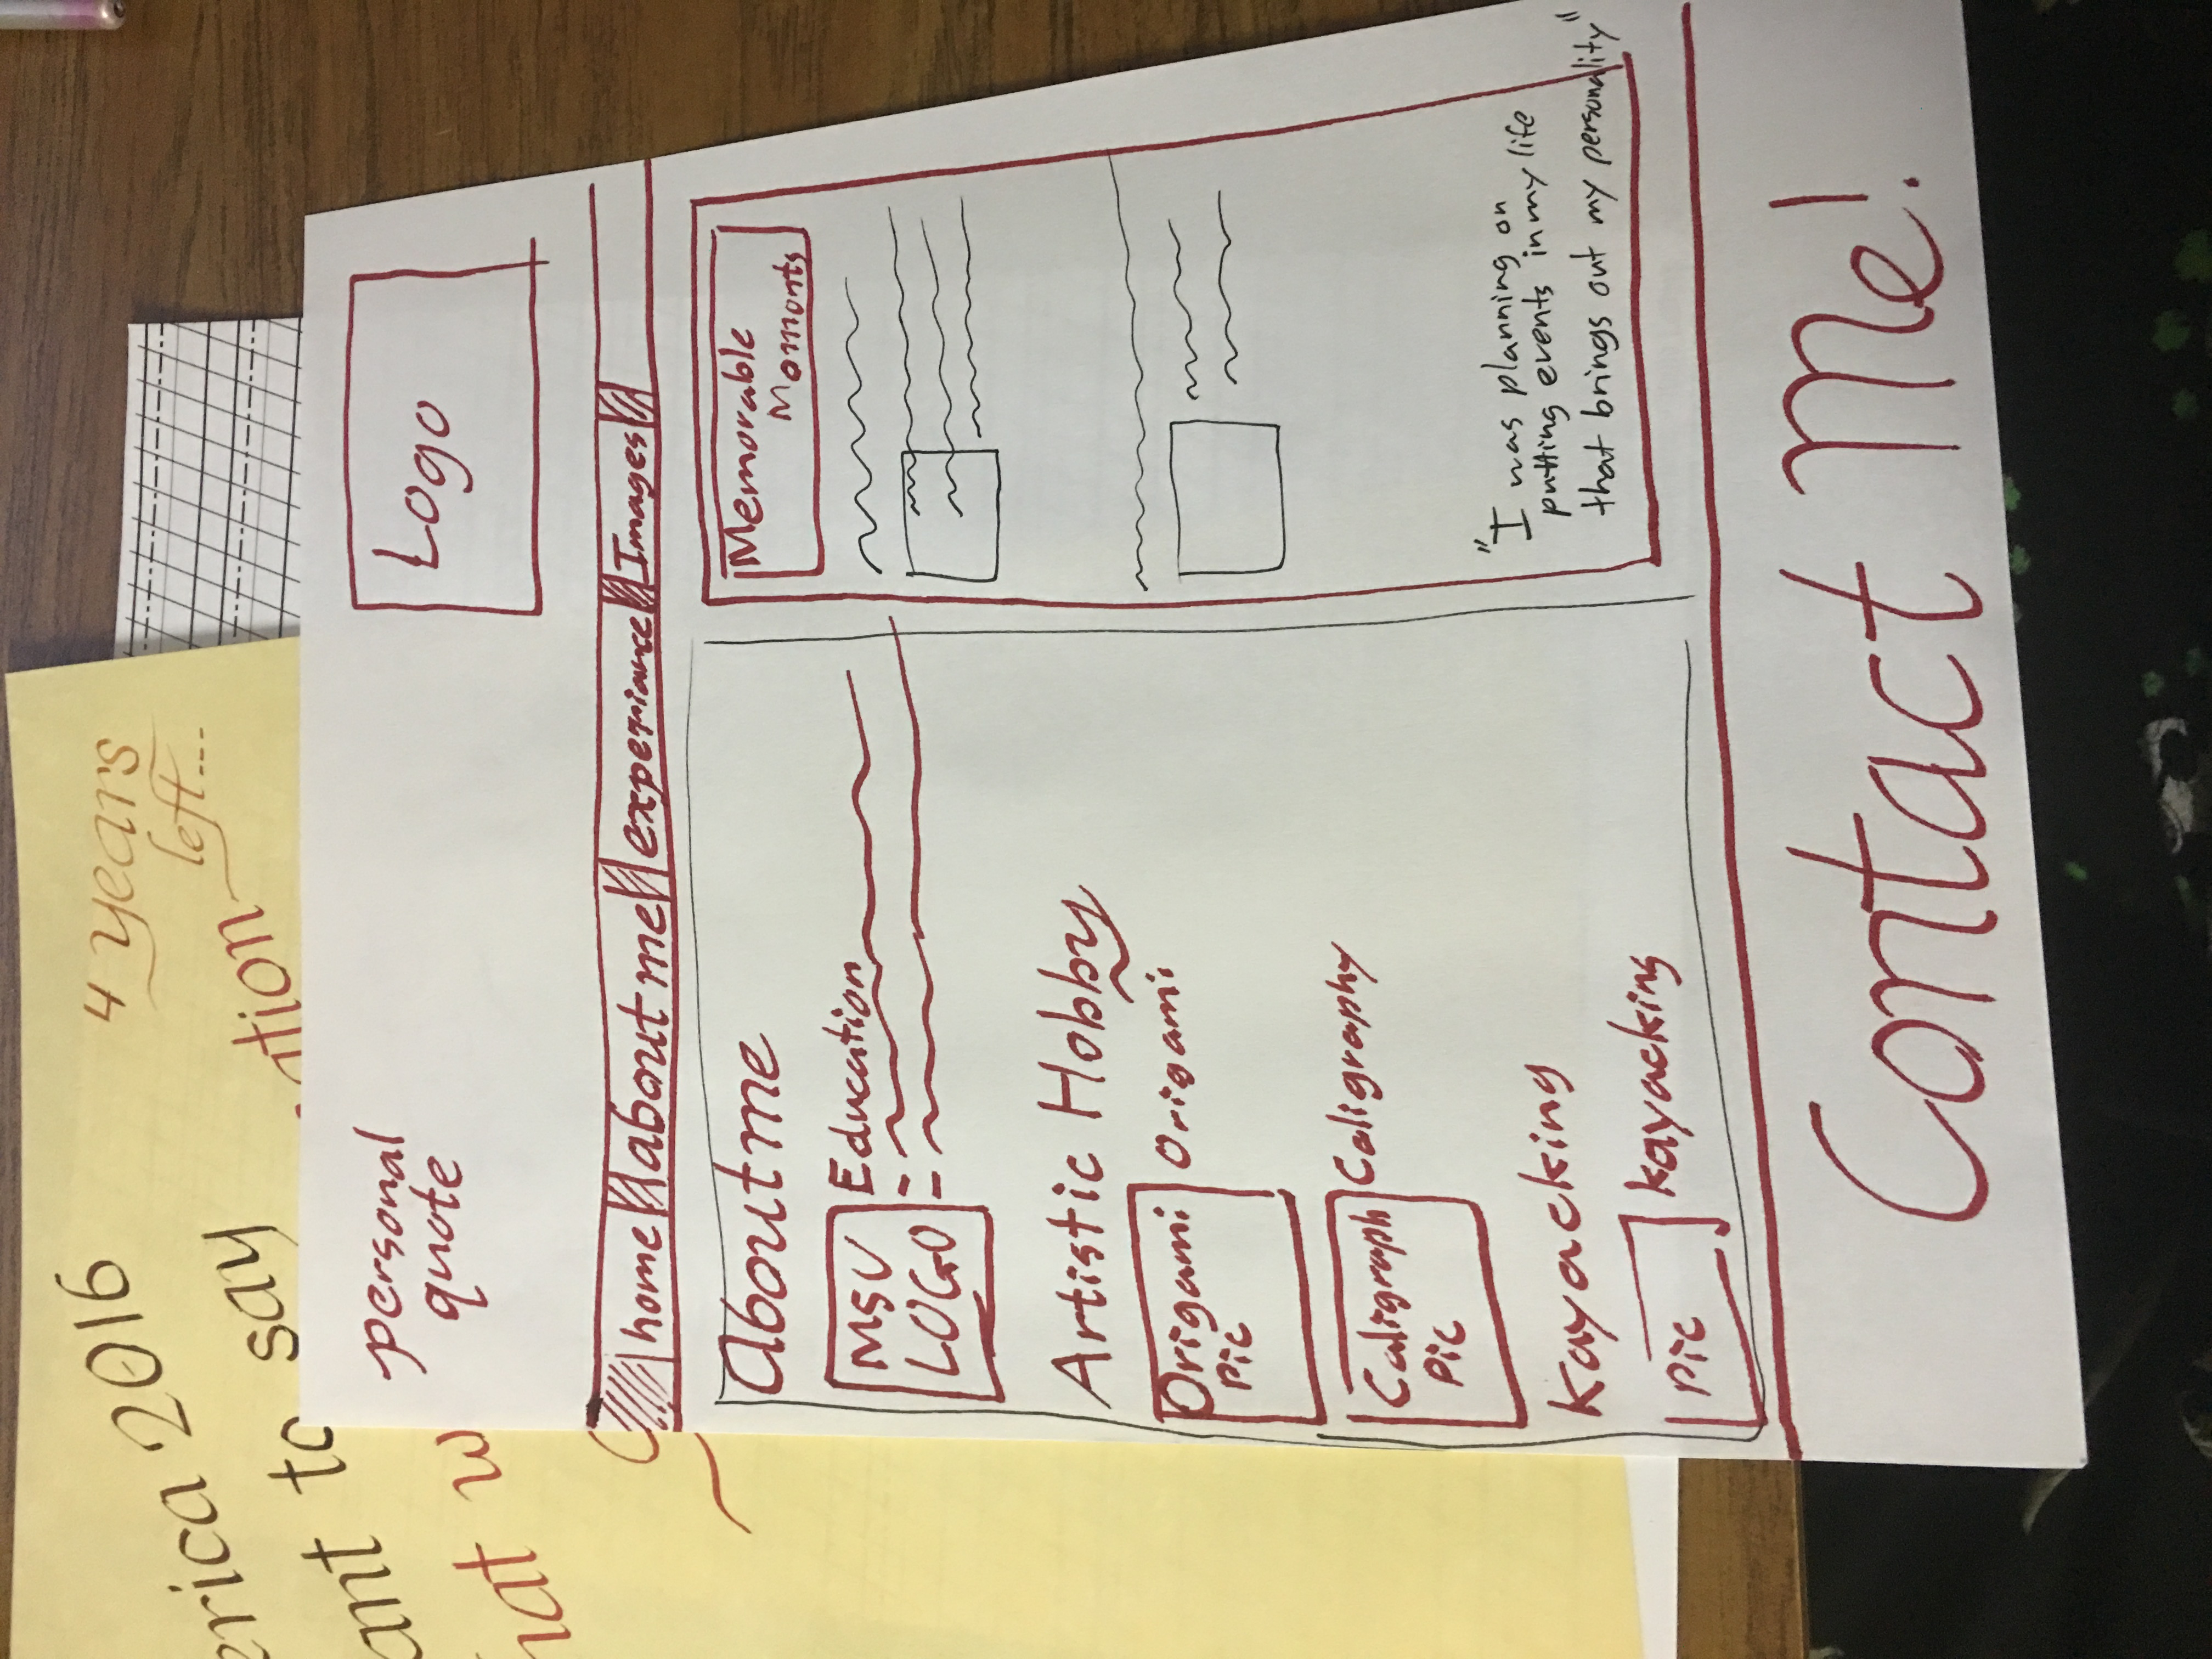 erica 2016
4 years
left...
ant to say
ation
hat w
personal
quote
Logo
home about me experiance Images
About me
MSU
LOGO
Education
Artistic Hobby
Origami
Pic
Origami
Caligraph
Pic
Caligraphy
Kayacking
Pic
Kayacking
Memorable
Moments
"I was planning on
putting events in my life
that brings out my personality"
Contact Me!